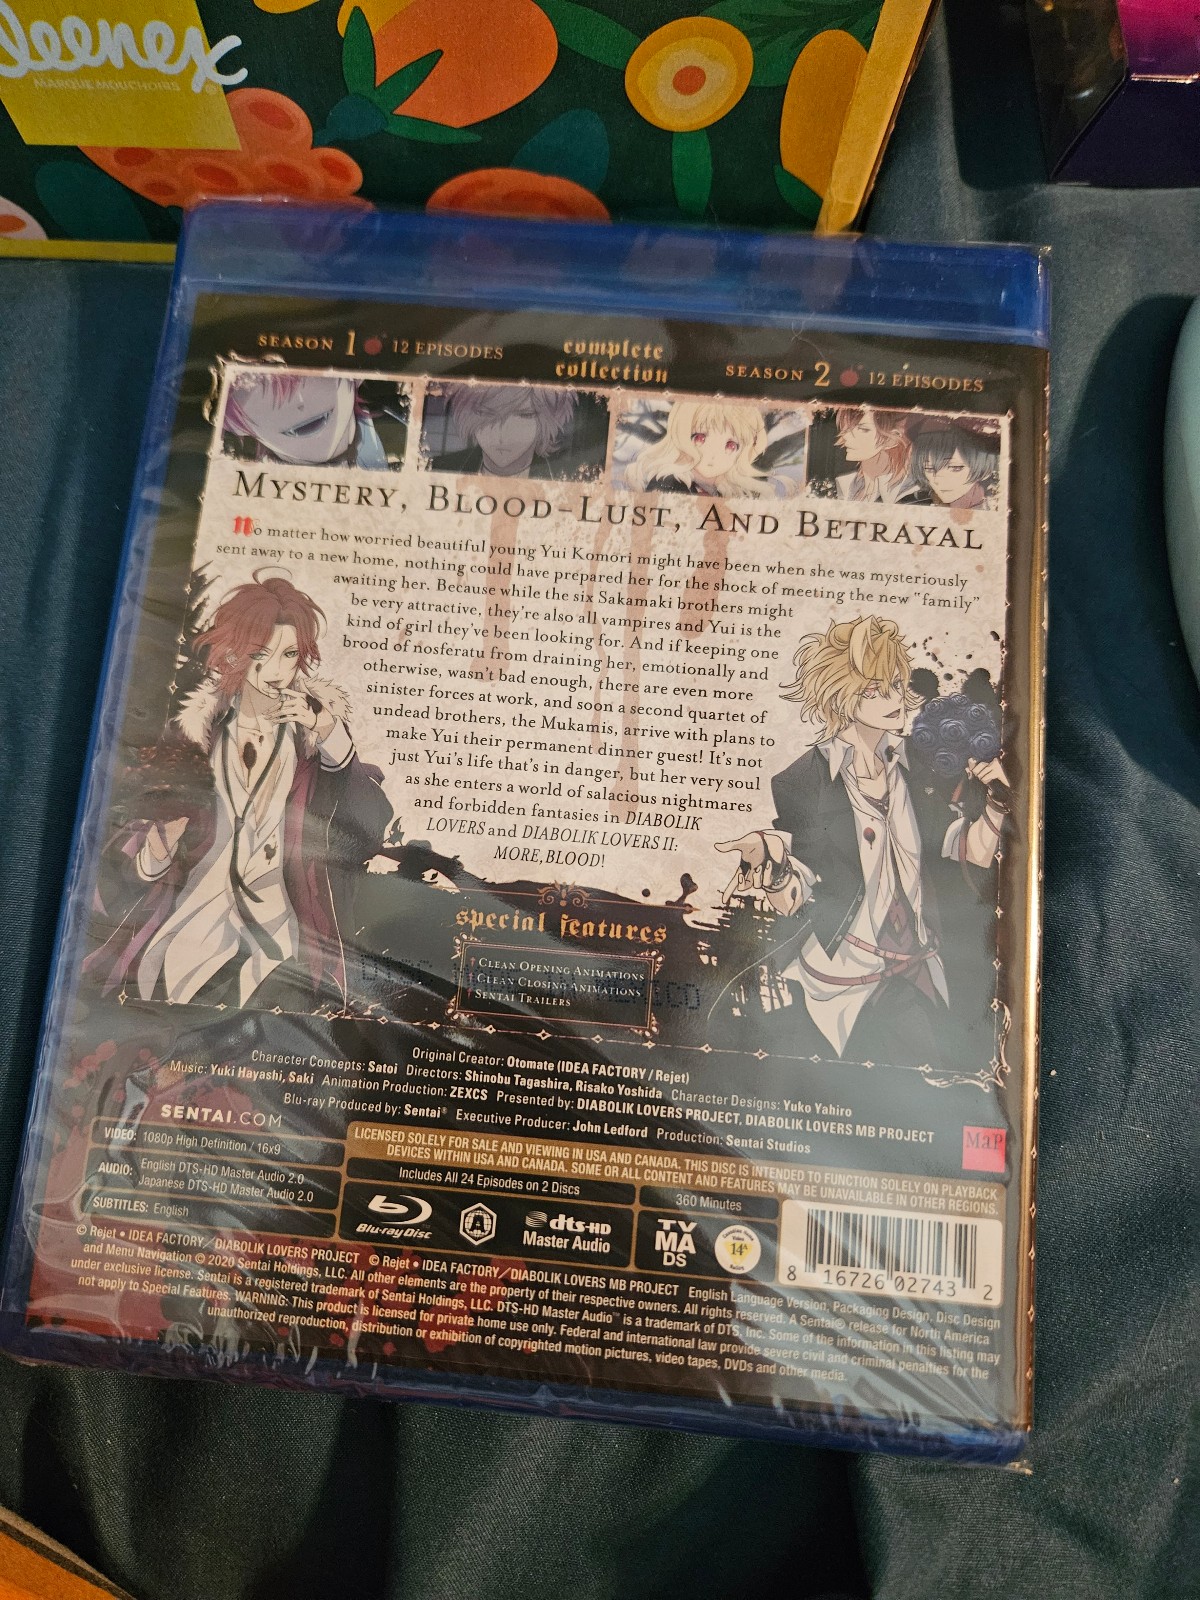 Kleenex
MARQUE MOUCHOIRS
SEASON 1 12 EPISODES
complete
collection
SEASON 2 12 EPISODES
MYSTERY, BLOOD-LUST, AND BETRAYAL
No matter how worried beautiful young Yui Komori might have been when she was mysteriously
sent away to a new home, nothing could have prepared her for the shock of meeting the new "family"
awaiting her. Because while the six Sakamaki brothers might
be very attractive, they're also all vampires and Yui is the
kind of girl they've been looking for. And if keeping one
brood of nosferatu from draining her, emotionally and
otherwise, wasn't bad enough, there are even more
sinister forces at work, and soon a second quartet of
undead brothers, the Mukamis, arrive with plans to
make Yui their permanent dinner guest! It's not
just Yui's life that's in danger, but her very soul
as she enters a world of salacious nightmares
and forbidden fantasies in DIABOLIK
LOVERS and DIABOLIK LOVERS II:
MORE,BLOOD!
special features
DISC MADE IN MEXICO
† CLEAN OPENING ANIMATIONS
† CLEAN CLOSING ANIMATIONS
† SENTAI TRAILERS
Original Creator: Otomate (IDEA FACTORY / Rejet)
Character Concepts: Satoi Directors: Shinobu Tagashira, Risako Yoshida Character Designs: Yuko Yahiro
Music: Yuki Hayashi, Saki Animation Production: ZEXCS Presented by: DIABOLIK LOVERS PROJECT, DIABOLIK LOVERS MB PROJECT
Blu-ray Produced by: Sentai® Executive Producer: John Ledford Production: Sentai Studios
SENTAI.COM
MaP
VIDEO: 1080p High Definition / 16x9
AUDIO: English DTS-HD Master Audio 2.0
Japanese DTS-HD Master Audio 2.0
SUBTITLES: English
LICENSED SOLELY FOR SALE AND VIEWING IN USA AND CANADA. THIS DISC IS INTENDED TO FUNCTION SOLELY ON PLAYBACK
DEVICES WITHIN USA AND CANADA. SOME OR ALL CONTENT AND FEATURES MAY BE UNAVAILABLE IN OTHER REGIONS.
Includes All 24 Episodes on 2 Discs
360 Minutes
Blu-ray Disc
A
dts-HD
Master Audio
TV
MA
DS
14
8 16726 02743 2
© Rejet • IDEA FACTORY／DIABOLIK LOVERS PROJECT © Rejet • IDEA FACTORY／DIABOLIK LOVERS MB PROJECT English Language Version, Packaging Design, Disc Design
and Menu Navigation © 2020 Sentai Holdings, LLC. All other elements are the property of their respective owners. All rights reserved. A Sentai® release for North America
under exclusive license. Sentai is a registered trademark of Sentai Holdings, LLC. DTS-HD Master Audio™ is a trademark of DTS, Inc. Some of the information in this listing may
not apply to Special Features. WARNING: This product is licensed for private home use only. Federal and international law provide severe civil and criminal penalties for the
unauthorized reproduction, distribution or exhibition of copyrighted motion pictures, video tapes, DVDs and other media.